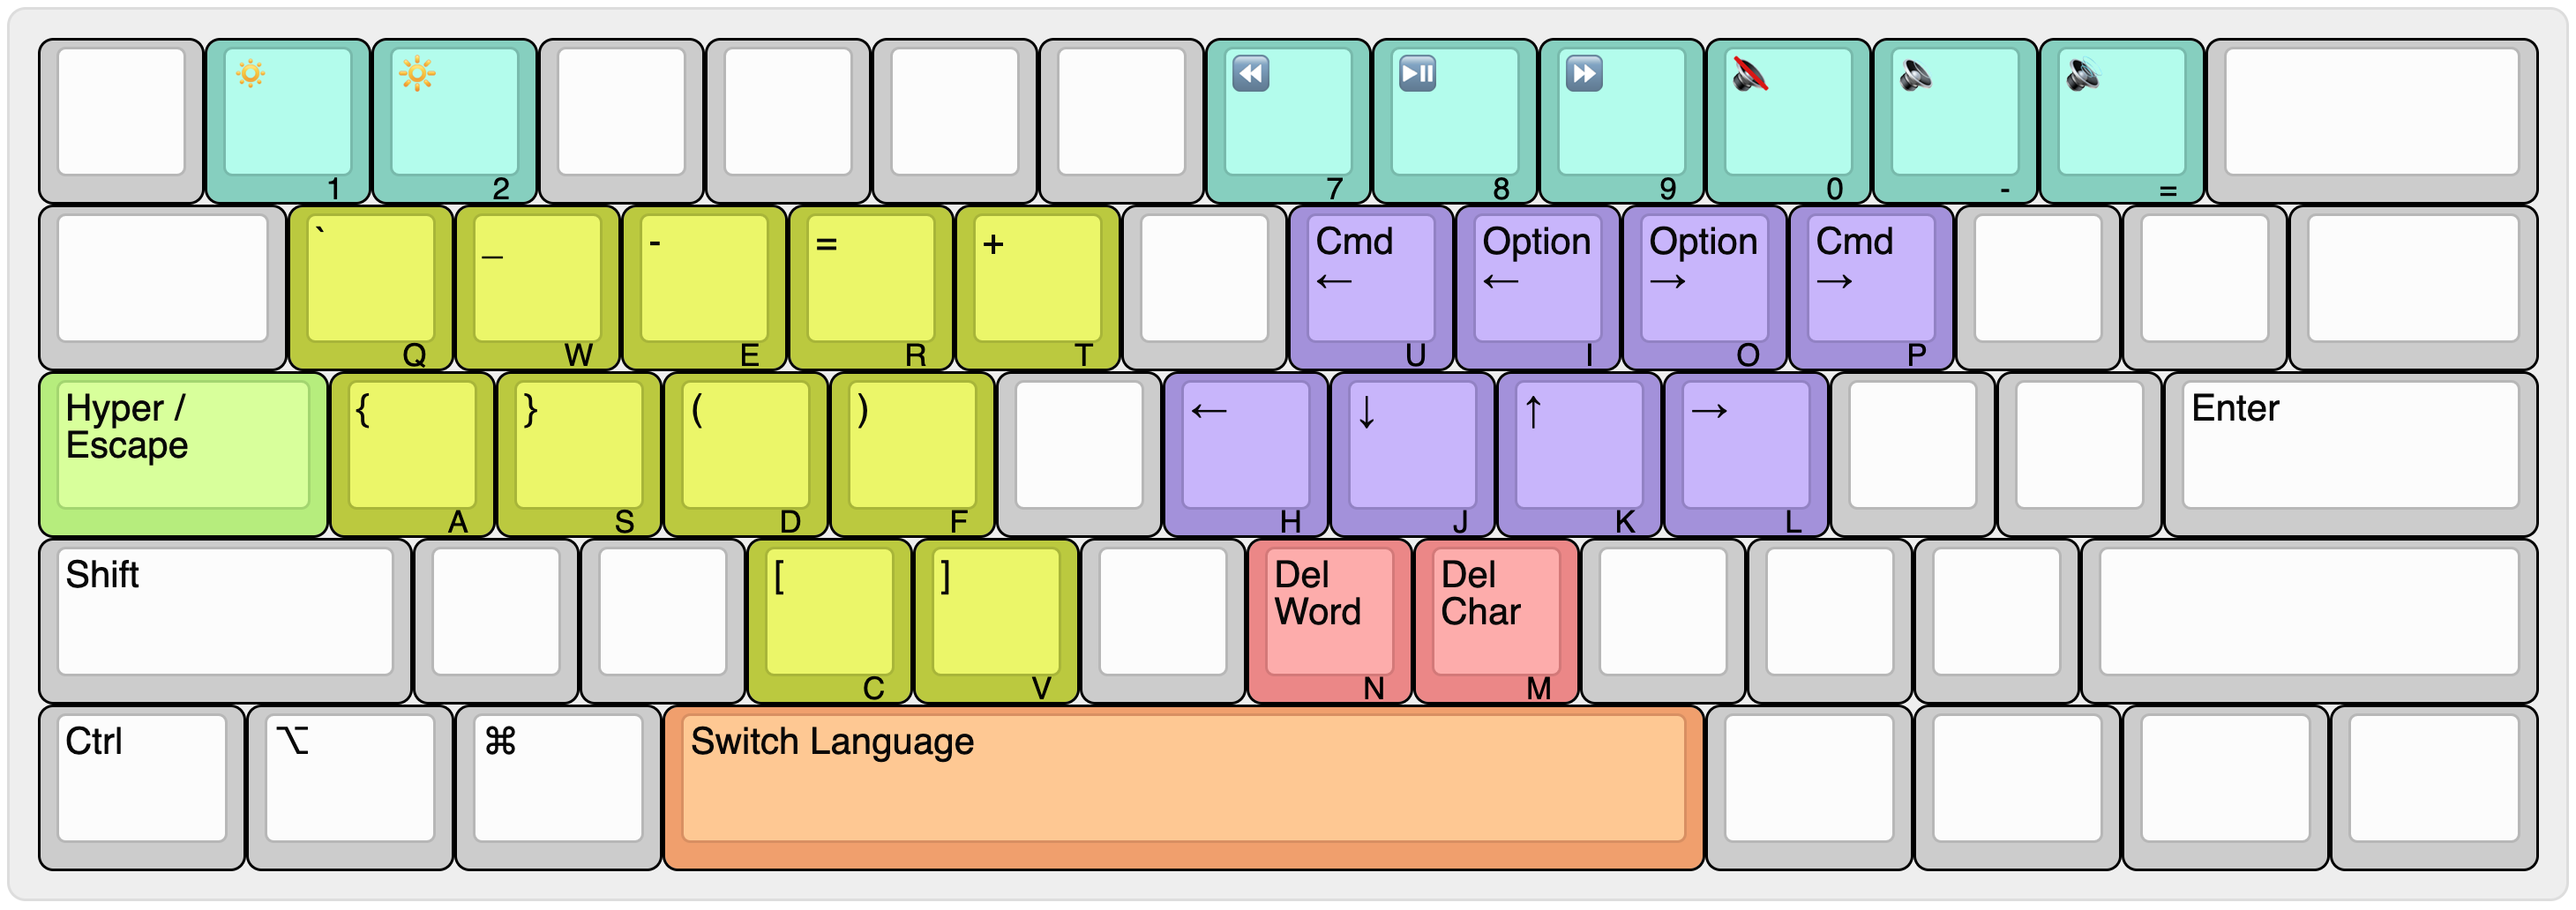 1 2 7 8 9 0 - =
` _ - = +
Cmd Option Option Cmd
← ← → →
Q W E R T U I O P
Hyper / { } ( ) ← ↓ ↑ → Enter
Escape
A S D F H J K L
Shift [ ] Del Del
Word Char
C V N M
Ctrl ⌥ ⌘ Switch Language